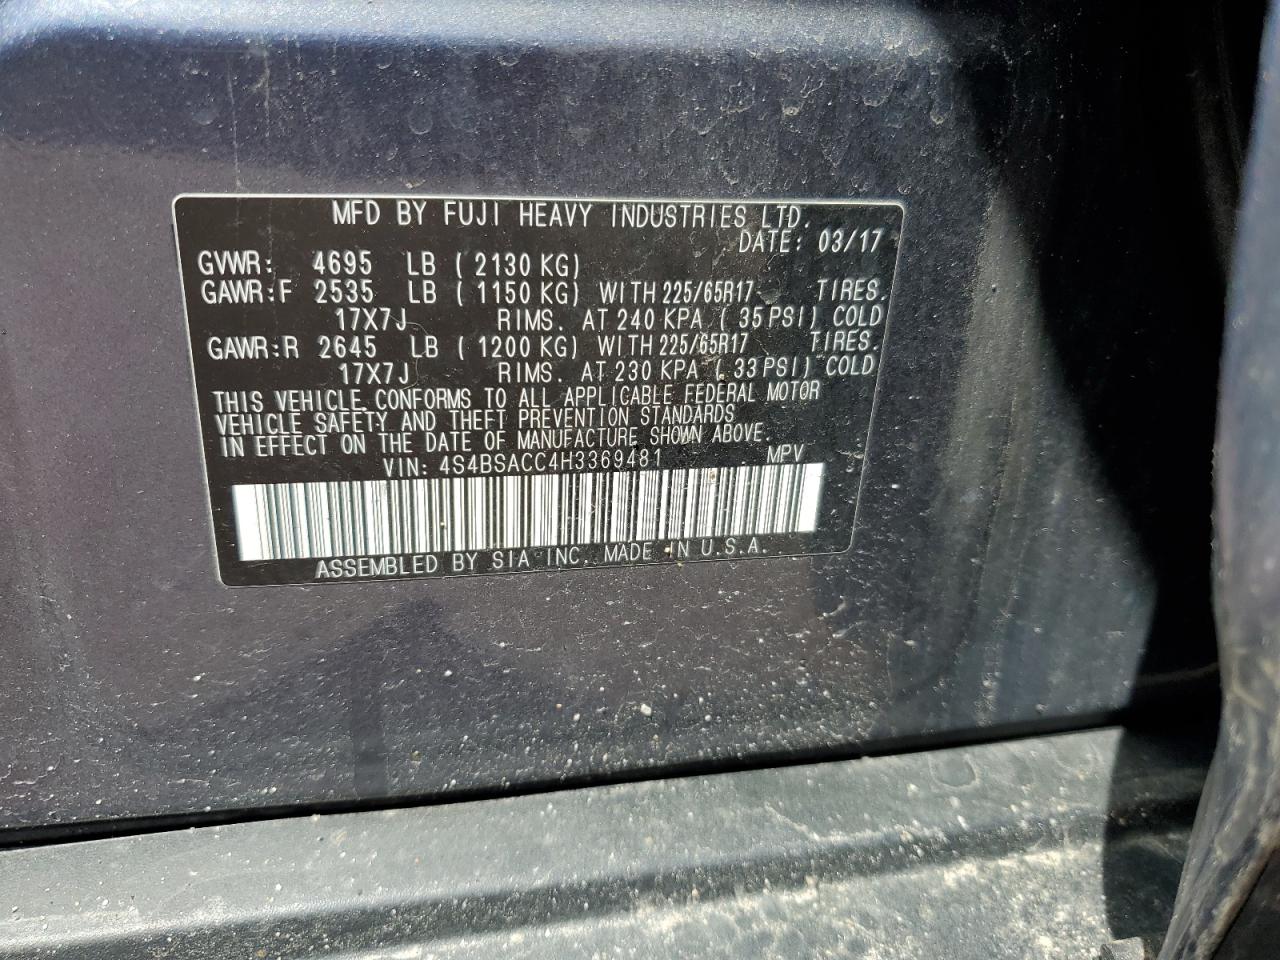 MFD BY FUJI HEAVY INDUSTRIES LTD.
DATE: 03/17
GVWR: 4695 LB ( 2130 KG)
GAWR:F 2535 LB ( 1150 KG) WITH 225/65R17 TIRES.
17X7J RIMS. AT 240 KPA ( 35 PSI) COLD
GAWR:R 2645 LB ( 1200 KG) WITH 225/65R17 TIRES.
17X7J RIMS. AT 230 KPA ( 33 PSI) COLD
THIS VEHICLE CONFORMS TO ALL APPLICABLE FEDERAL MOTOR
VEHICLE SAFETY AND THEFT PREVENTION STANDARDS
IN EFFECT ON THE DATE OF MANUFACTURE SHOWN ABOVE.
VIN: 4S4BSACC4H3369481 MPV
ASSEMBLED BY SIA INC. MADE IN U.S.A.